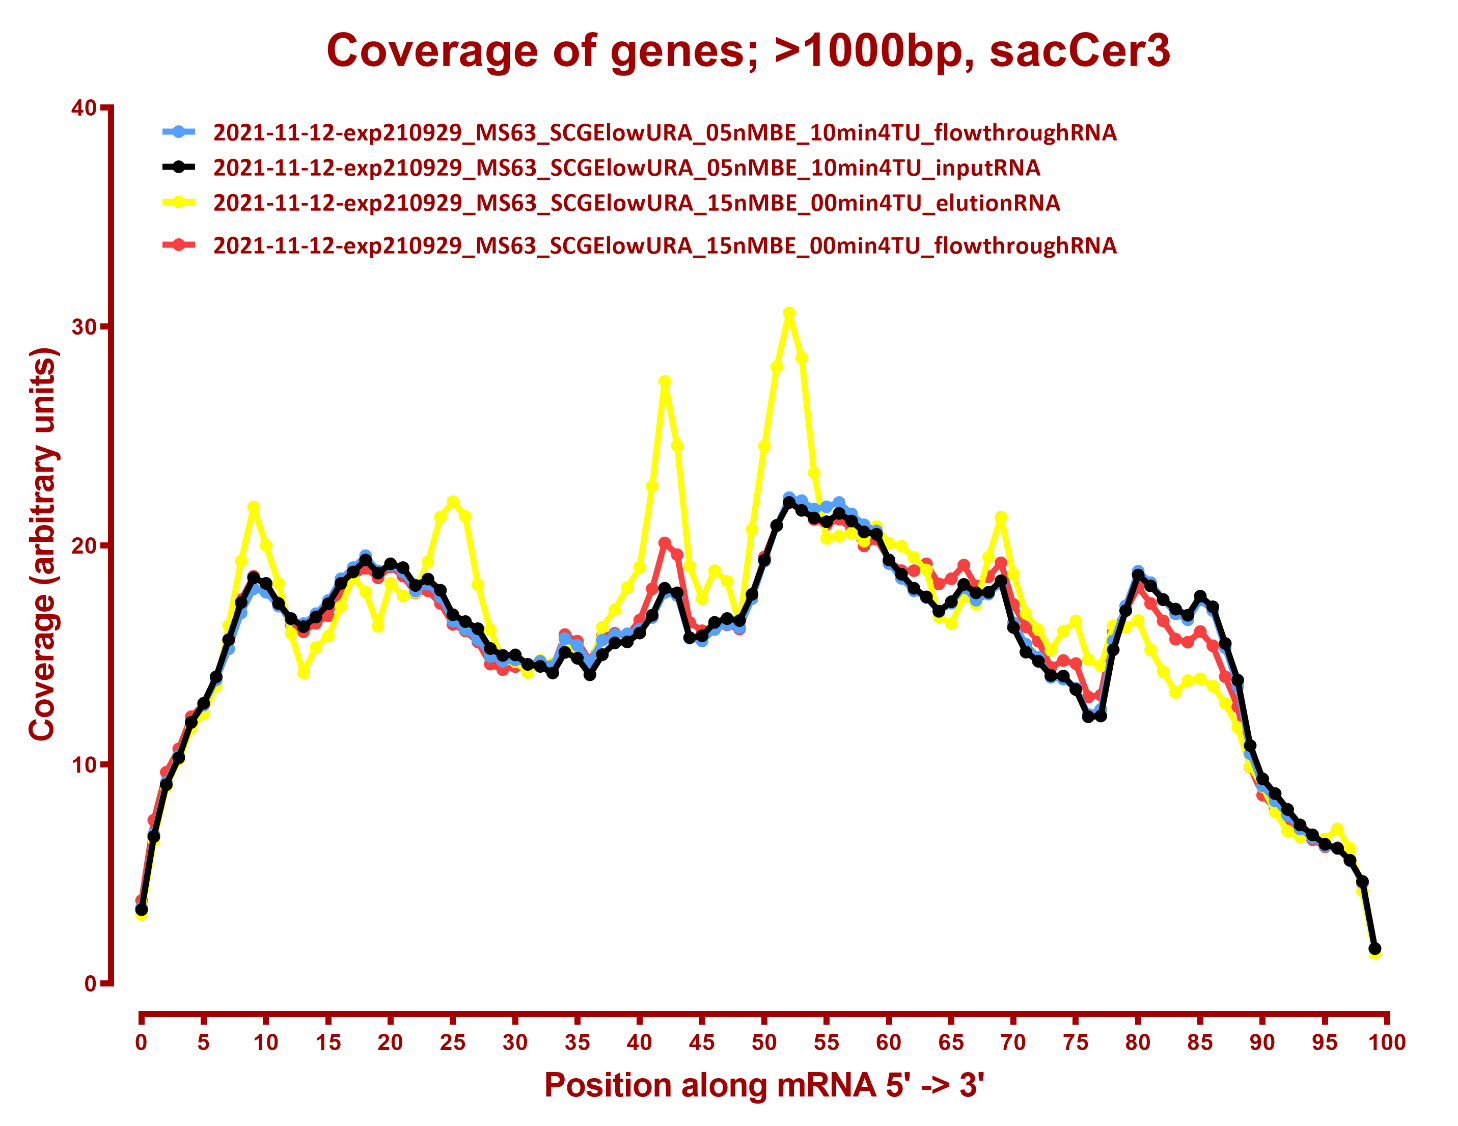 Coverage of genes; >1000bp, sacCer3
2021-11-12-exp210929_MS63_SCGElowURA_05nMBE_10min4TU_flowthroughRNA
2021-11-12-exp210929_MS63_SCGElowURA_05nMBE_10min4TU_inputRNA
2021-11-12-exp210929_MS63_SCGElowURA_15nMBE_00min4TU_elutionRNA
2021-11-12-exp210929_MS63_SCGElowURA_15nMBE_00min4TU_flowthroughRNA
Coverage (arbitrary units)
40
30
20
10
0
0 5 10 15 20 25 30 35 40 45 50 55 60 65 70 75 80 85 90 95 100
Position along mRNA 5' -> 3'